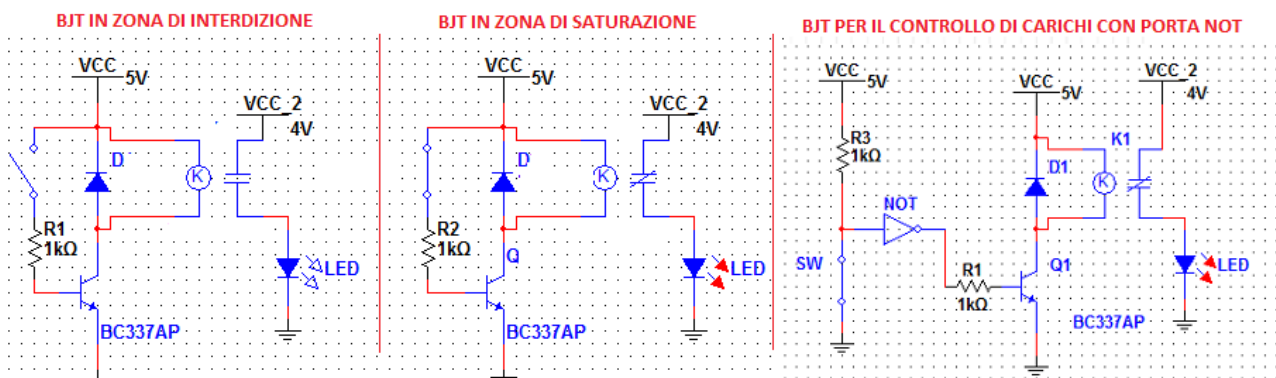 BJT IN ZONA DI INTERDIZIONE
VCC
5V
VCC_2
4V
D
K
R1
1kΩ
LED
BC337AP
BJT IN ZONA DI SATURAZIONE
VCC
5V
VCC_2
4V
D
K
R2
1kΩ
Q
LED
BC337AP
BJT PER IL CONTROLLO DI CARICHI CON PORTA NOT
VCC
5V
VCC
5V
VCC_2
4V
R3
1kΩ
K1
D1
K
NOT
SW
R1
1kΩ
Q1
LED
BC337AP